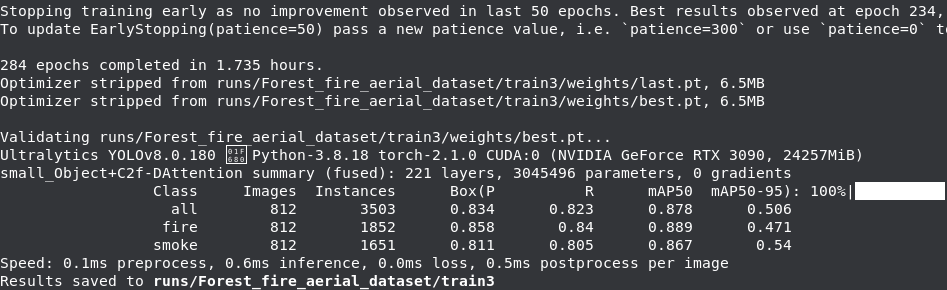 Stopping training early as no improvement observed in last 50 epochs. Best results observed at epoch 234,
To update EarlyStopping(patience=50) pass a new patience value, i.e. `patience=300` or use `patience=0` t
284 epochs completed in 1.735 hours.
Optimizer stripped from runs/Forest_fire_aerial_dataset/train3/weights/last.pt, 6.5MB
Optimizer stripped from runs/Forest_fire_aerial_dataset/train3/weights/best.pt, 6.5MB
Validating runs/Forest_fire_aerial_dataset/train3/weights/best.pt...
Ultralytics YOLOv8.0.180 01F680 Python-3.8.18 torch-2.1.0 CUDA:0 (NVIDIA GeForce RTX 3090, 24257MiB)
small_Object+C2f-DAttention summary (fused): 221 layers, 3045496 parameters, 0 gradients
Class Images Instances Box(P R mAP50 mAP50-95): 100%|
all 812 3503 0.834 0.823 0.878 0.506
fire 812 1852 0.858 0.84 0.889 0.471
smoke 812 1651 0.811 0.805 0.867 0.54
Speed: 0.1ms preprocess, 0.6ms inference, 0.0ms loss, 0.5ms postprocess per image
Results saved to runs/Forest_fire_aerial_dataset/train3